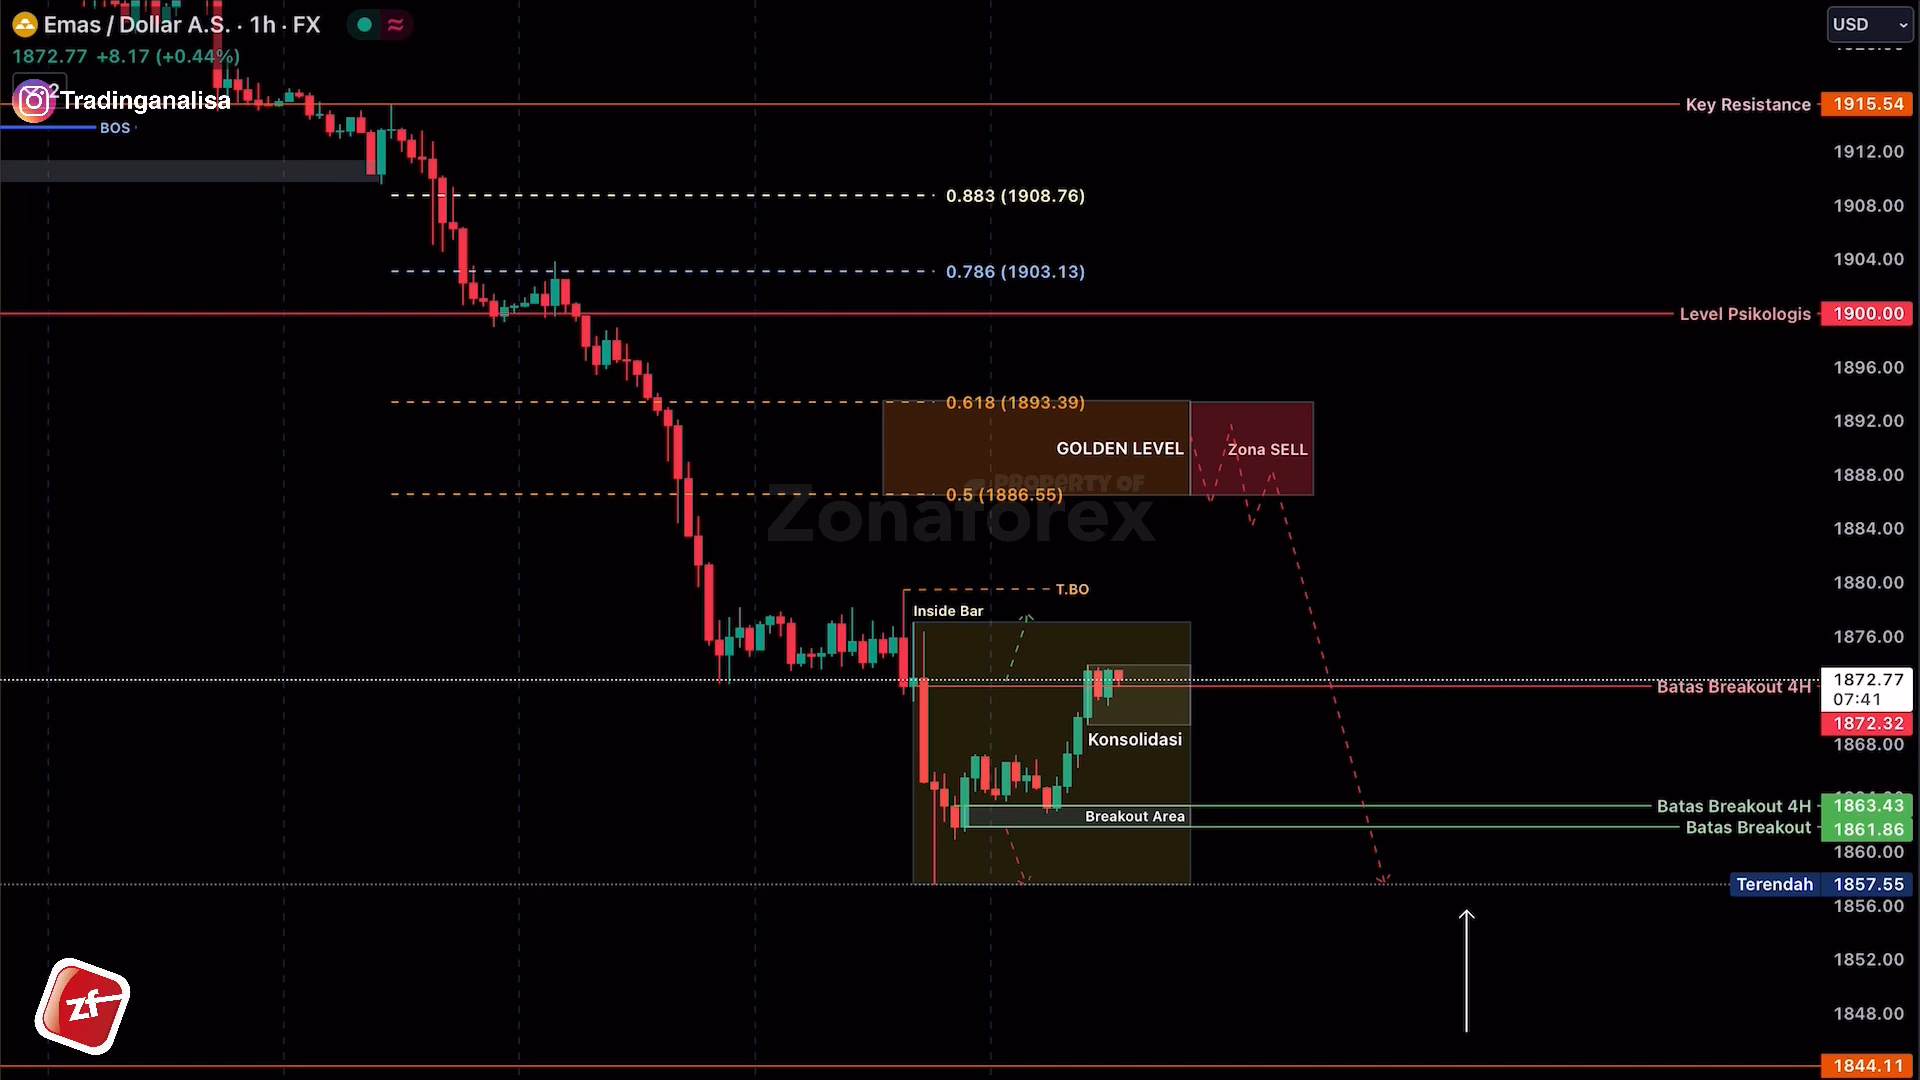 Emas / Dollar A.S. · 1h · FX
USD
1872.77 +8.17 (+0.44%)
2
Tradinganalisa
BOS
Key Resistance 1915.54
1912.00
0.883 (1908.76)
1908.00
0.786 (1903.13)
1904.00
Level Psikologis 1900.00
1896.00
0.618 (1893.39)
1892.00
GOLDEN LEVEL
Zona SELL
1888.00
PROPERTY OF
0.5 (1886.55)
Zonaforex
1884.00
T.BO
1880.00
Inside Bar
1876.00
1872.77
Batas Breakout 4H
07:41
1872.32
Konsolidasi
1868.00
Batas Breakout 4H 1863.43
Breakout Area
Batas Breakout 1861.86
1860.00
Terendah 1857.55
1856.00
1852.00
zf
1848.00
1844.11